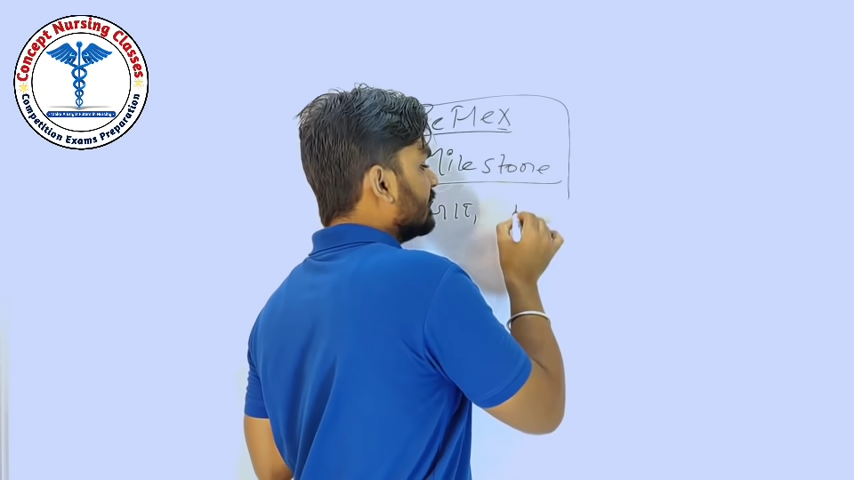 Concept Nursing Classes
Competition Exams Preparation
Reflex
Milestone